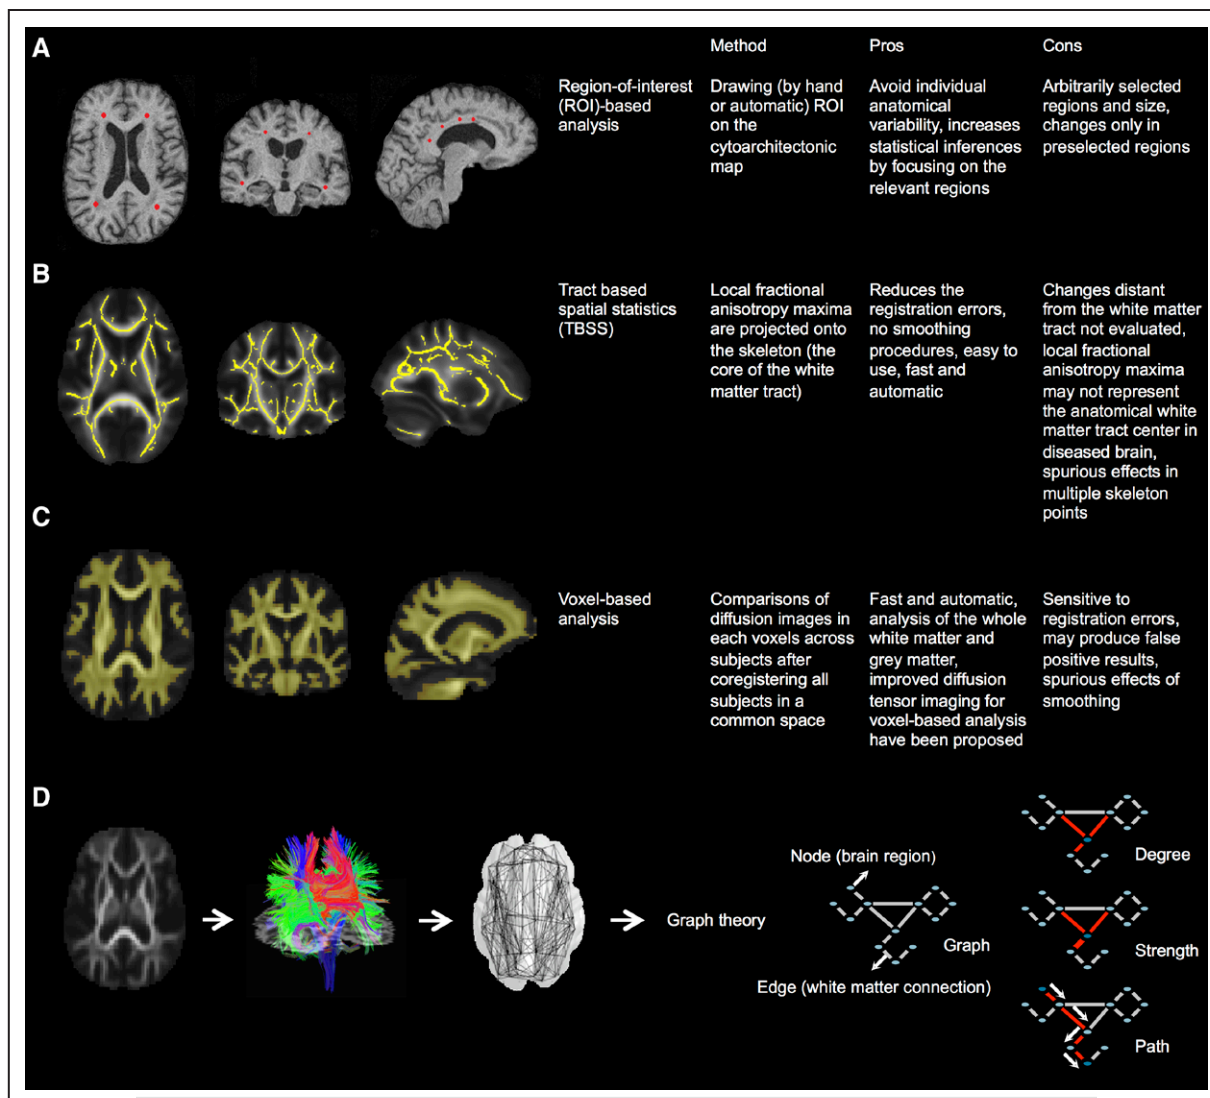 A
Method
Pros
Cons
Region-of-interest
(ROI)-based
analysis
Drawing (by hand
or automatic) ROI
on the
cytoarchitectonic
map
Avoid individual
anatomical
variability, increases
statistical inferences
by focusing on the
relevant regions
Arbitrarily selected
regions and size,
changes only in
preselected regions
B
Tract based
spatial statistics
(TBSS)
Local fractional
anisotropy maxima
are projected onto
the skeleton (the
core of the white
matter tract)
Reduces the
registration errors,
no smoothing
procedures, easy to
use, fast and
automatic
Changes distant
from the white matter
tract not evaluated,
local fractional
anisotropy maxima
may not represent
the anatomical white
matter tract center in
diseased brain,
spurious effects in
multiple skeleton
points
C
Voxel-based
analysis
Comparisons of
diffusion images in
each voxels across
subjects after
coregistering all
subjects in a
common space
Fast and automatic,
analysis of the whole
white matter and
grey matter,
improved diffusion
tensor imaging for
voxel-based analysis
have been proposed
Sensitive to
registration errors,
may produce false
positive results,
spurious effects of
smoothing
D
Graph theory
Node (brain region)
Graph
Edge (white matter connection)
Degree
Strength
Path